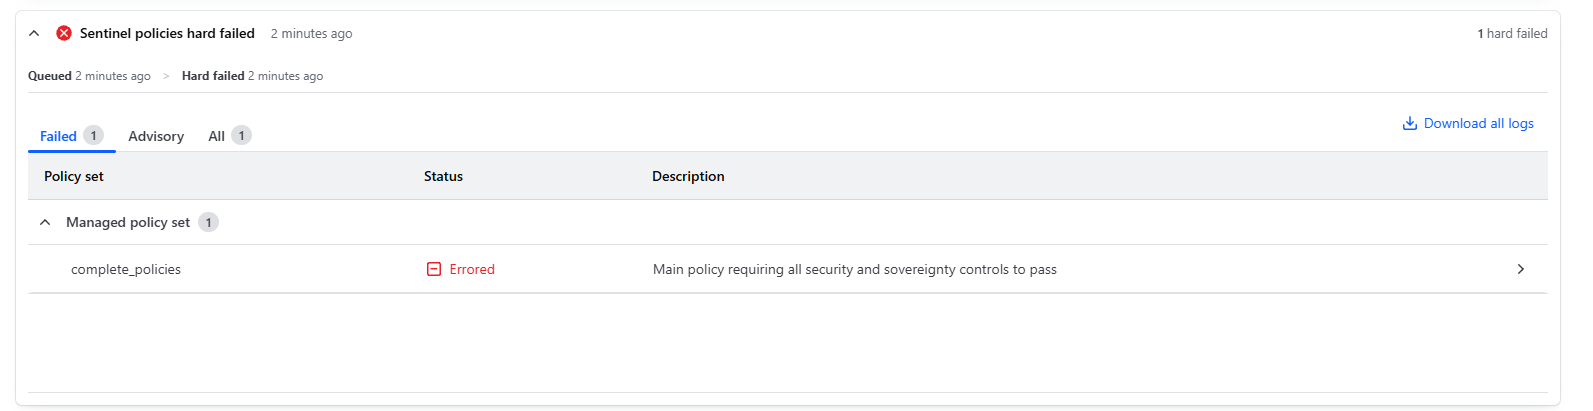 Sentinel policies hard failed 2 minutes ago 1 hard failed
Queued 2 minutes ago > Hard failed 2 minutes ago
Failed 1 Advisory All 1 Download all logs
Policy set Status Description
Managed policy set 1
complete_policies Errored Main policy requiring all security and sovereignty controls to pass